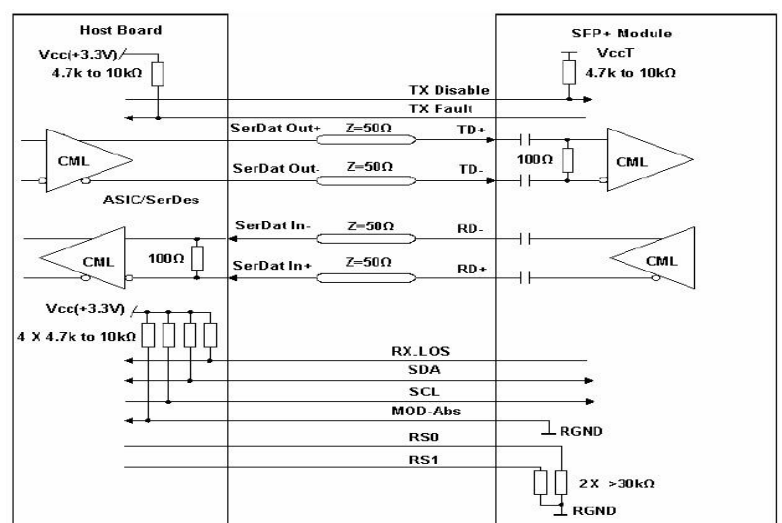 Host Board
SFP+ Module
Vcc(+3.3V)
4.7k to 10kΩ
VccT
4.7k to 10kΩ
TX Disable
TX Fault
SerDat Out+
Z=50Ω
TD+
CML
100Ω
CML
SerDat Out-
Z=50Ω
TD-
ASIC/SerDes
SerDat In-
Z=50Ω
RD-
CML
100Ω
CML
SerDat In+
Z=50Ω
RD+
Vcc(+3.3V)
4 X 4.7k to 10kΩ
RX_LOS
SDA
SCL
MOD-Abs
RGND
RS0
RS1
2X >30kΩ
RGND